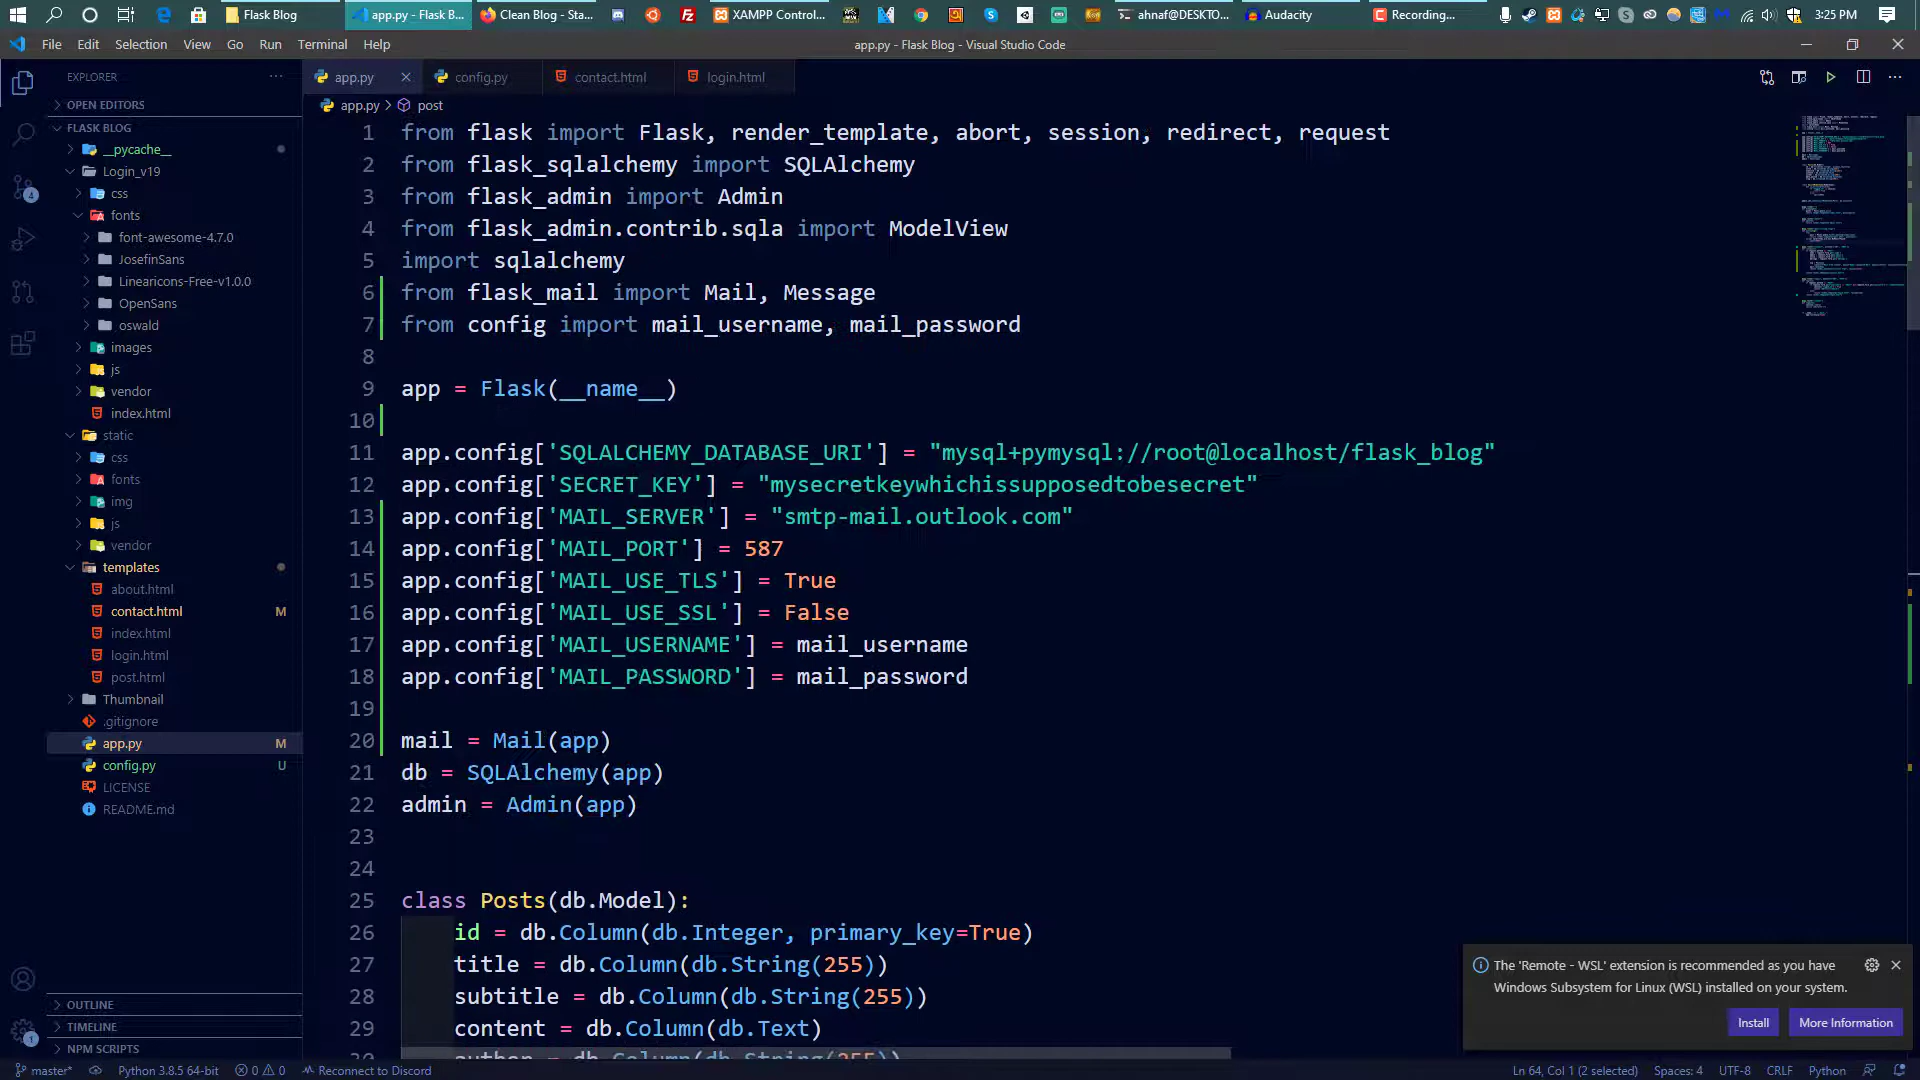 Flask Blog
app.py - Flask B...
Clean Blog - Sta...
XAMPP Control...
ahnaf@DESKTO...
Audacity
Recording...
3:25 PM
File Edit Selection View Go Run Terminal Help
app.py - Flask Blog - Visual Studio Code
EXPLORER
OPEN EDITORS
FLASK BLOG
__pycache__
Login_v19
css
fonts
font-awesome-4.7.0
JosefinSans
Linearicons-Free-v1.0.0
OpenSans
oswald
images
js
vendor
index.html
static
css
fonts
img
js
vendor
templates
about.html
contact.html M
index.html
login.html
post.html
Thumbnail
.gitignore
app.py M
config.py U
LICENSE
README.md
OUTLINE
TIMELINE
NPM SCRIPTS
4
1
app.py config.py contact.html login.html
app.py > post
1 from flask import Flask, render_template, abort, session, redirect, request
2 from flask_sqlalchemy import SQLAlchemy
3 from flask_admin import Admin
4 from flask_admin.contrib.sqla import ModelView
5 import sqlalchemy
6 from flask_mail import Mail, Message
7 from config import mail_username, mail_password
8
9 app = Flask(__name__)
10
11 app.config['SQLALCHEMY_DATABASE_URI'] = "mysql+pymysql://root@localhost/flask_blog"
12 app.config['SECRET_KEY'] = "mysecretkeywhichissupposedtobesecret"
13 app.config['MAIL_SERVER'] = "smtp-mail.outlook.com"
14 app.config['MAIL_PORT'] = 587
15 app.config['MAIL_USE_TLS'] = True
16 app.config['MAIL_USE_SSL'] = False
17 app.config['MAIL_USERNAME'] = mail_username
18 app.config['MAIL_PASSWORD'] = mail_password
19
20 mail = Mail(app)
21 db = SQLAlchemy(app)
22 admin = Admin(app)
23
24
25 class Posts(db.Model):
26 id = db.Column(db.Integer, primary_key=True)
27 title = db.Column(db.String(255))
28 subtitle = db.Column(db.String(255))
29 content = db.Column(db.Text)
30 author = db.Column(db.String(255))
The 'Remote - WSL' extension is recommended as you have
Windows Subsystem for Linux (WSL) installed on your system.
Install More Information
master* Python 3.8.5 64-bit 0 0 Reconnect to Discord Ln 64, Col 1 (2 selected) Spaces: 4 UTF-8 CRLF Python